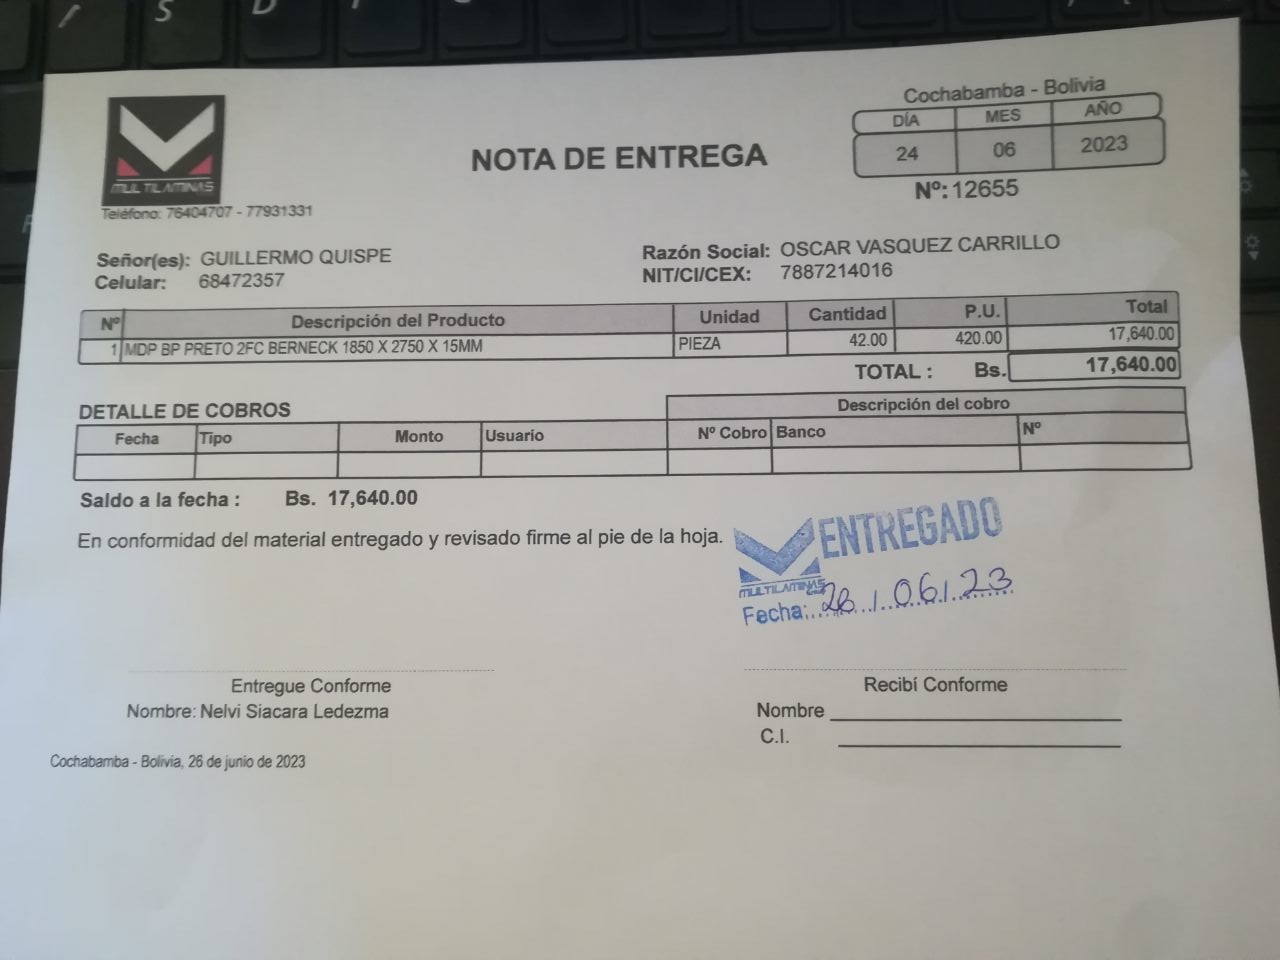 Cochabamba - Bolivia
DÍA MES AÑO
24 06 2023
NOTA DE ENTREGA
Nº: 12655
MULTILAMINAS
Teléfono: 76404707 - 77931331
Señor(es): GUILLERMO QUISPE Razón Social: OSCAR VASQUEZ CARRILLO
Celular: 68472357 NIT/CI/CEX: 7887214016
Nº Descripción del Producto Unidad Cantidad P.U. Total
1 MDP BP PRETO 2FC BERNECK 1850 X 2750 X 15MM PIEZA 42.00 420.00 17,640.00
TOTAL : Bs. 17,640.00
DETALLE DE COBROS Descripción del cobro
Fecha Tipo Monto Usuario Nº Cobro Banco Nº
Saldo a la fecha : Bs. 17,640.00
En conformidad del material entregado y revisado firme al pie de la hoja.
ENTREGADO
MULTILAMINAS
Fecha: 26 / 06 / 23
Entregue Conforme Recibí Conforme
Nombre: Nelvi Siacara Ledezma Nombre
C.I.
Cochabamba - Bolivia, 26 de junio de 2023